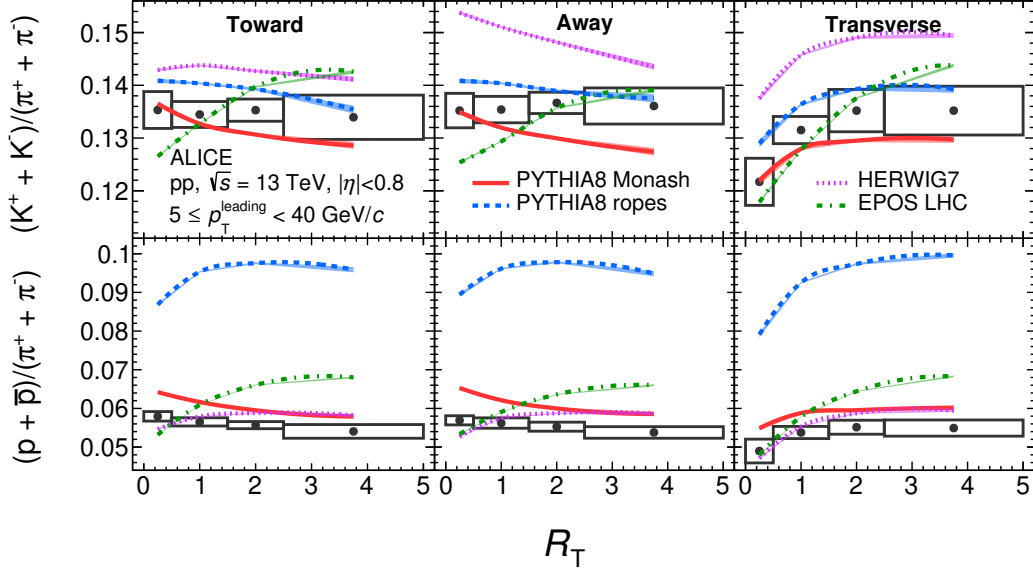 Toward
Away
Transverse
(K⁺ + K⁻)/(π⁺ + π⁻)
0.15
0.14
0.13
0.12
ALICE
pp, √s = 13 TeV, |η|<0.8
5 ≤ p_T^leading < 40 GeV/c
PYTHIA8 Monash
PYTHIA8 ropes
HERWIG7
EPOS LHC
(p + p̅)/(π⁺ + π⁻)
0.1
0.09
0.08
0.07
0.06
0.05
0 1 2 3 4 5 0 1 2 3 4 5 0 1 2 3 4 5
R_T